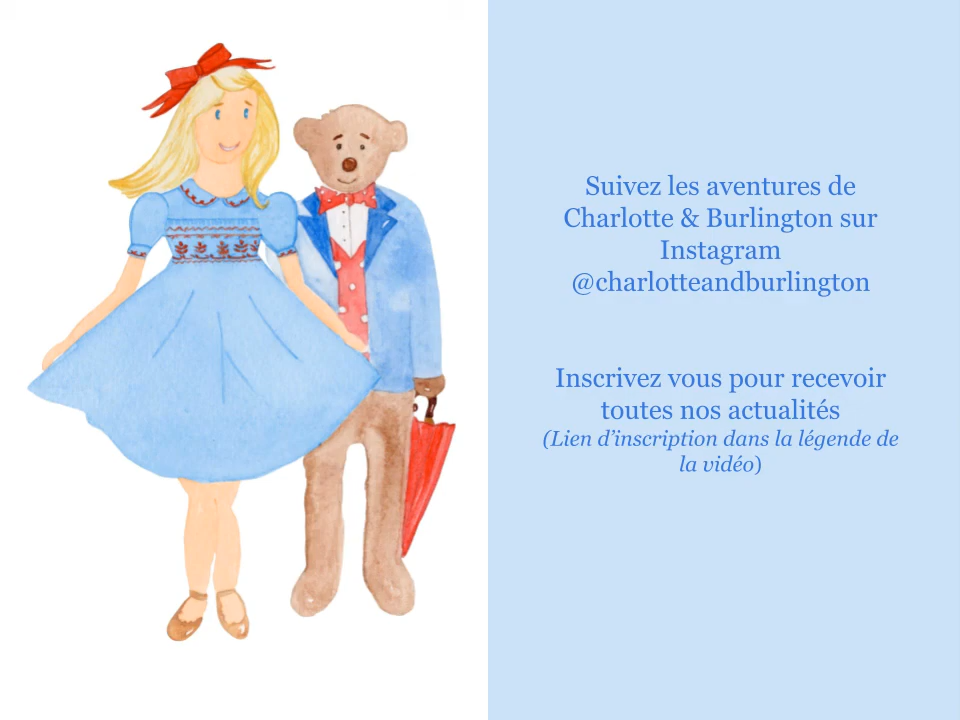 Suivez les aventures de
Charlotte & Burlington sur
Instagram
@charlotteandburlington
Inscrivez vous pour recevoir
toutes nos actualités
(Lien d’inscription dans la légende de
la vidéo)